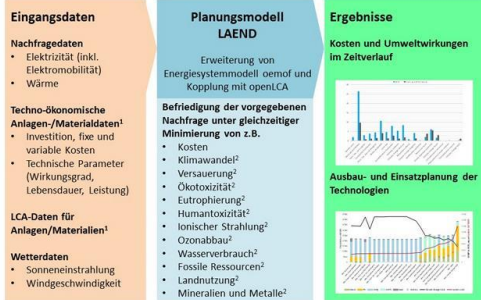 Eingangsdaten
Nachfragedaten
• Elektrizität (inkl.
Elektromobilität)
• Wärme
Techno-ökonomische
Anlagen-/Materialdaten¹
• Investition, fixe und
variable Kosten
• Technische Parameter
(Wirkungsgrad,
Lebensdauer, Leistung)
LCA-Daten für
Anlagen/Materialien¹
Wetterdaten
• Sonneneinstrahlung
• Windgeschwindigkeit
Planungsmodell
LAEND
Erweiterung von
Energiesystemmodell oemof und
Kopplung mit openLCA
Befriedigung der vorgegebenen
Nachfrage unter gleichzeitiger
Minimierung von z.B.
• Kosten
• Klimawandel²
• Versauerung²
• Ökotoxizität²
• Eutrophierung²
• Humantoxizität²
• Ionischer Strahlung²
• Ozonabbau²
• Wasserverbrauch²
• Fossile Ressourcen²
• Landnutzung²
• Mineralien und Metalle²
Ergebnisse
Kosten und Umweltwirkungen
im Zeitverlauf
Ausbau- und Einsatzplanung der
Technologien